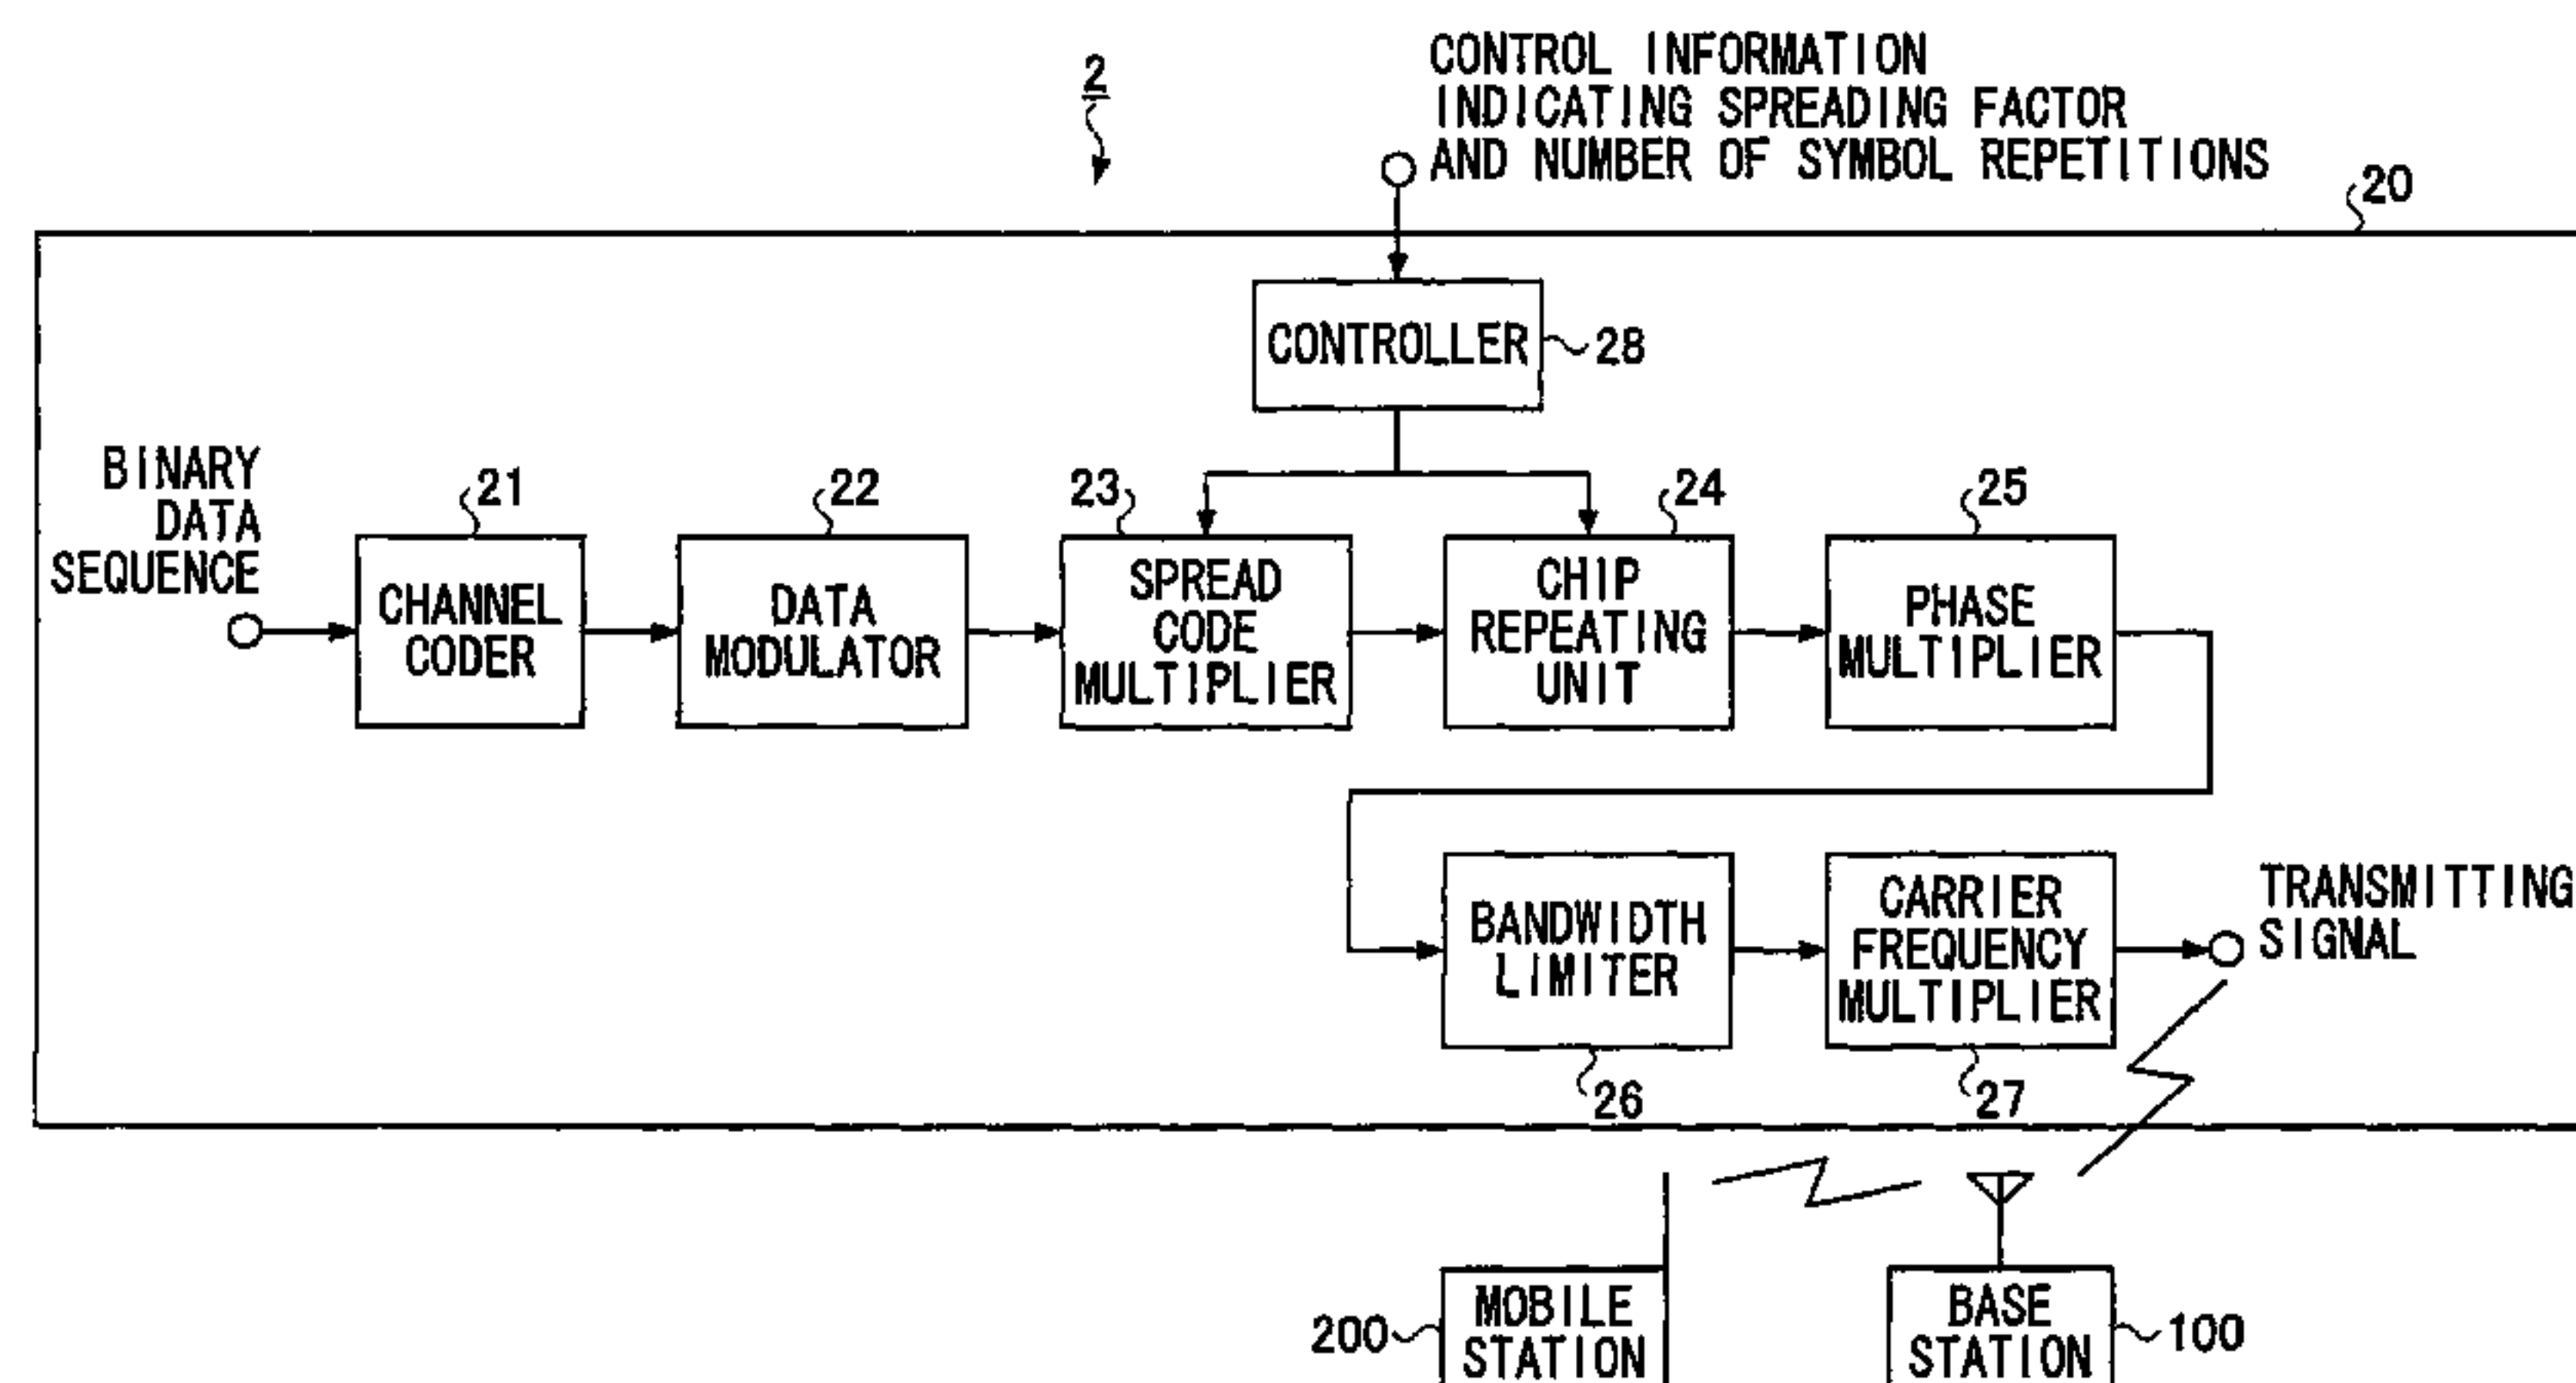 2
CONTROL INFORMATION
INDICATING SPREADING FACTOR
AND NUMBER OF SYMBOL REPETITIONS
20
CONTROLLER
28
BINARY
DATA
SEQUENCE
21
CHANNEL
CODER
22
DATA
MODULATOR
23
SPREAD
CODE
MULTIPLIER
24
CHIP
REPEATING
UNIT
25
PHASE
MULTIPLIER
BANDWIDTH
LIMITER
26
CARRIER
FREQUENCY
MULTIPLIER
27
TRANSMITTING
SIGNAL
200
MOBILE
STATION
BASE
STATION
100